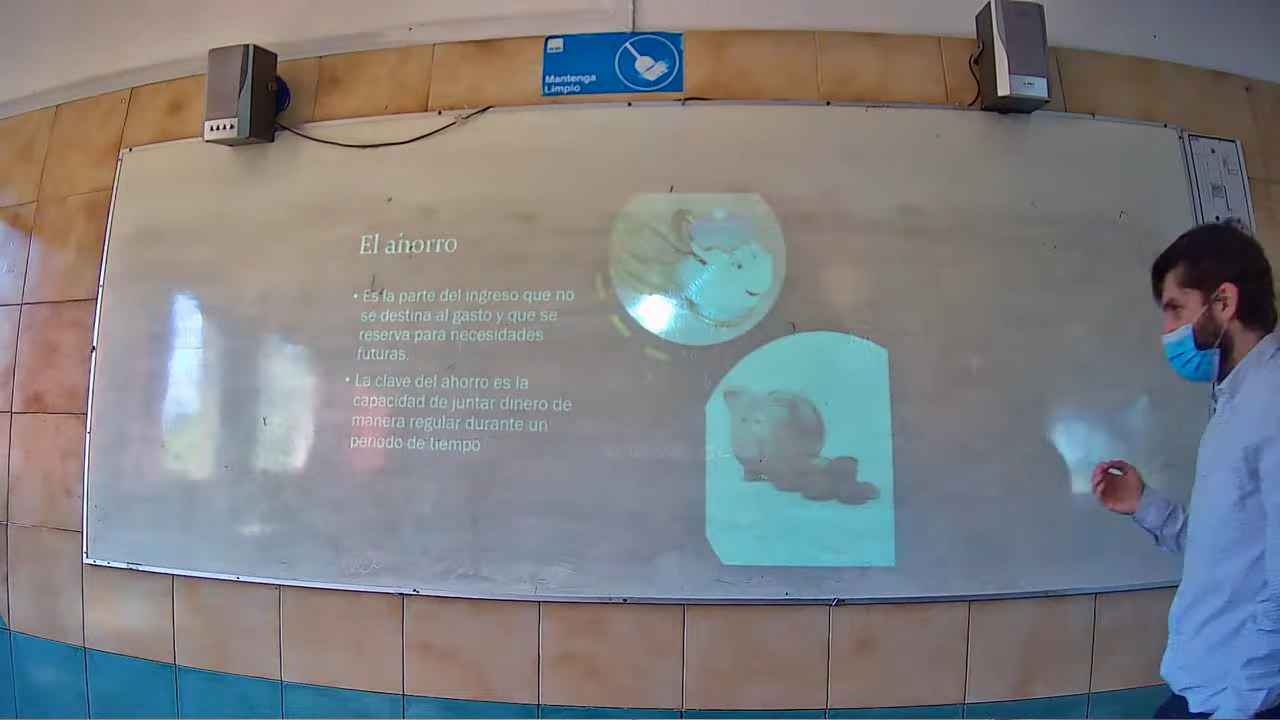 Mantenga
Limpio
El ahorro
• Es la parte del ingreso que no
se destina al gasto y que se
reserva para necesidades
futuras.
• La clave del ahorro es la
capacidad de juntar dinero de
manera regular durante un
periodo de tiempo